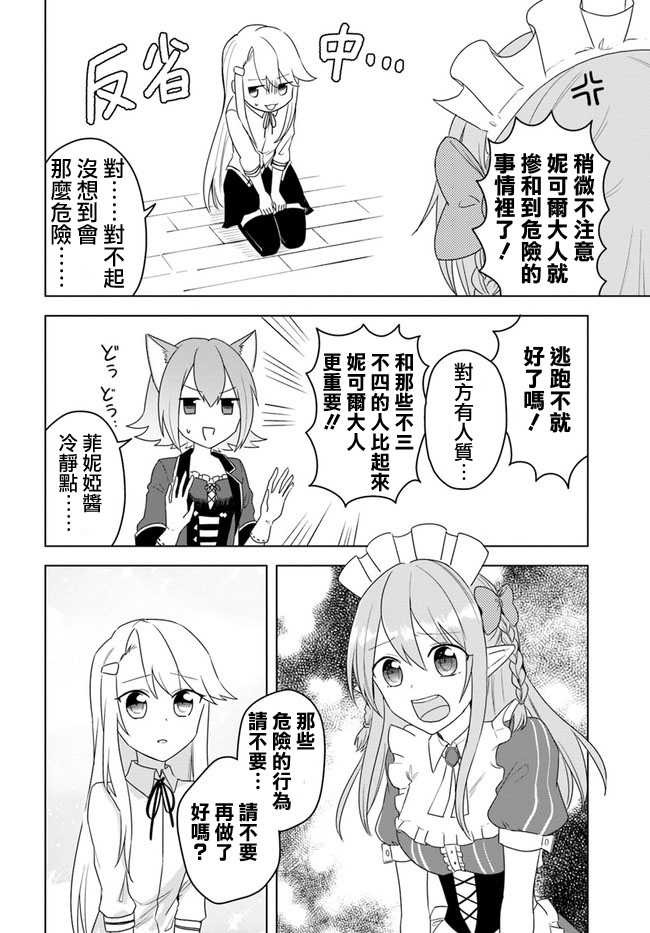 稍微不注意
妮可爾大人就
摻和到危險的
事情裡了！
反省中…
對……對不起
沒想到會
那麼危險……
逃跑不就
好了嗎！
對方有人質…
和那些不三
不四的人比起來
妮可爾大人
更重要!!
どうどう…
菲妮婭醬
冷靜點……
那些
危險的行為
請不要…
請不要
再做了
好嗎？